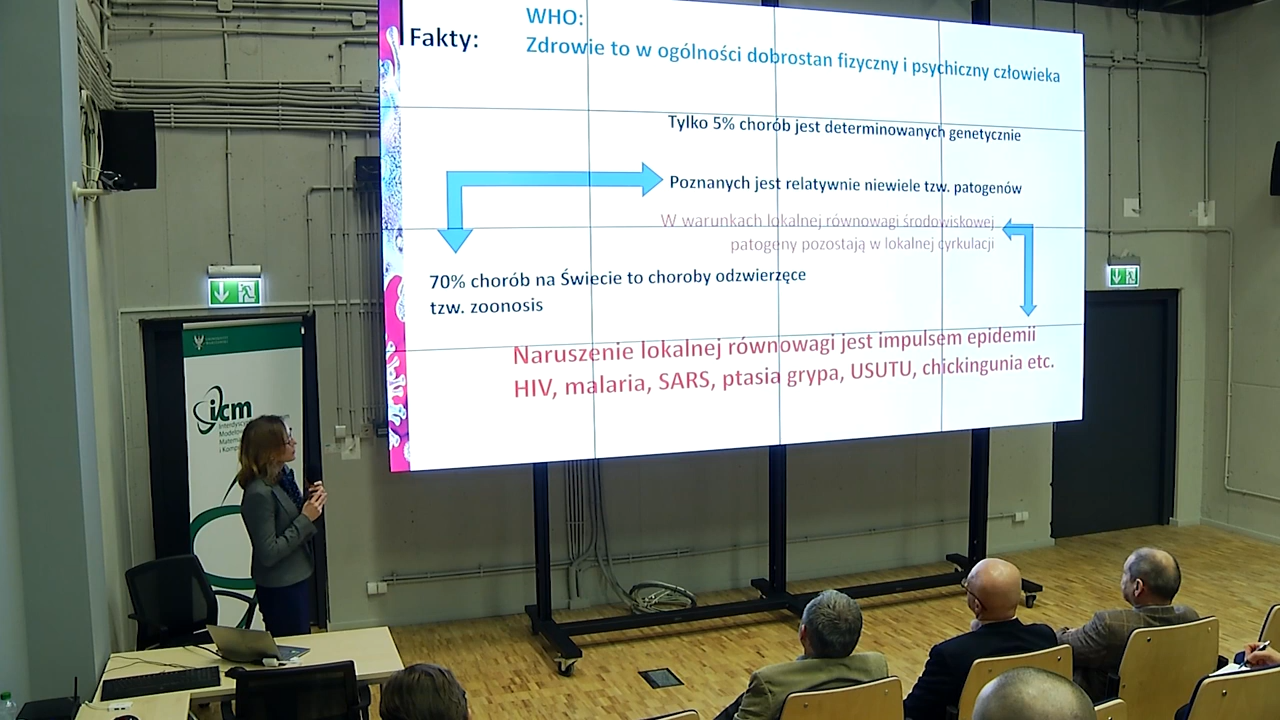 Fakty:
WHO:
Zdrowie to w ogólności dobrostan fizyczny i psychiczny człowieka
Tylko 5% chorób jest determinowanych genetycznie
Poznanych jest relatywnie niewiele tzw. patogenów
W warunkach lokalnej równowagi środowiskowej
patogeny pozostają w lokalnej cyrkulacji
70% chorób na Świecie to choroby odzwierzęce
tzw. zoonosis
Naruszenie lokalnej równowagi jest impulsem epidemii
HIV, malaria, SARS, ptasia grypa, USUTU, chickingunia etc.
icm